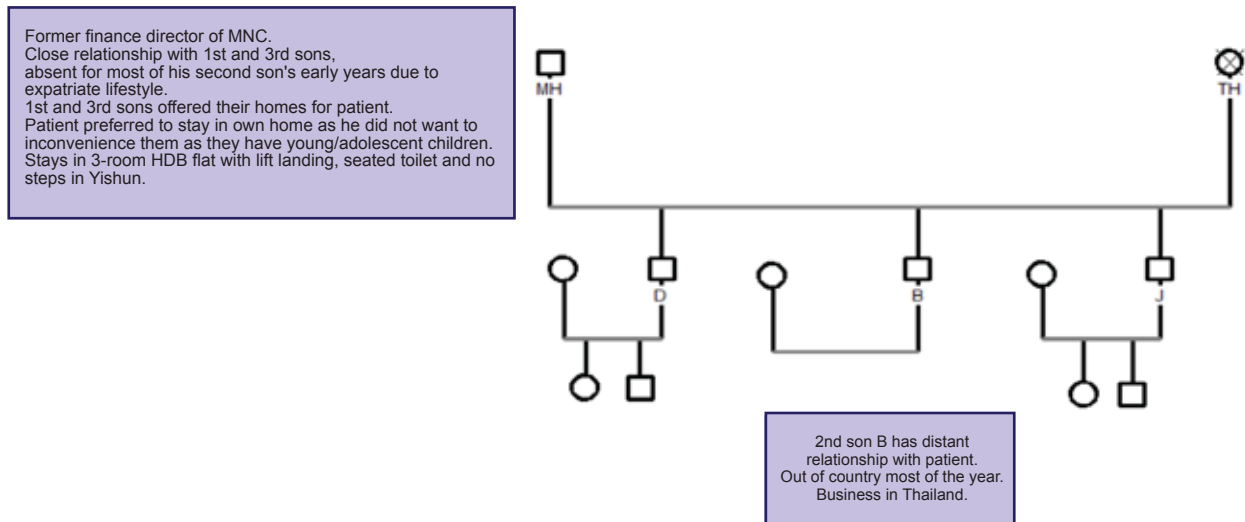 Former finance director of MNC.
Close relationship with 1st and 3rd sons,
absent for most of his second son's early years due to
expatriate lifestyle.
1st and 3rd sons offered their homes for patient.
Patient preferred to stay in own home as he did not want to
inconvenience them as they have young/adolescent children.
Stays in 3-room HDB flat with lift landing, seated toilet and no
steps in Yishun.
MH
TH
D
B
J
2nd son B has distant
relationship with patient.
Out of country most of the year.
Business in Thailand.